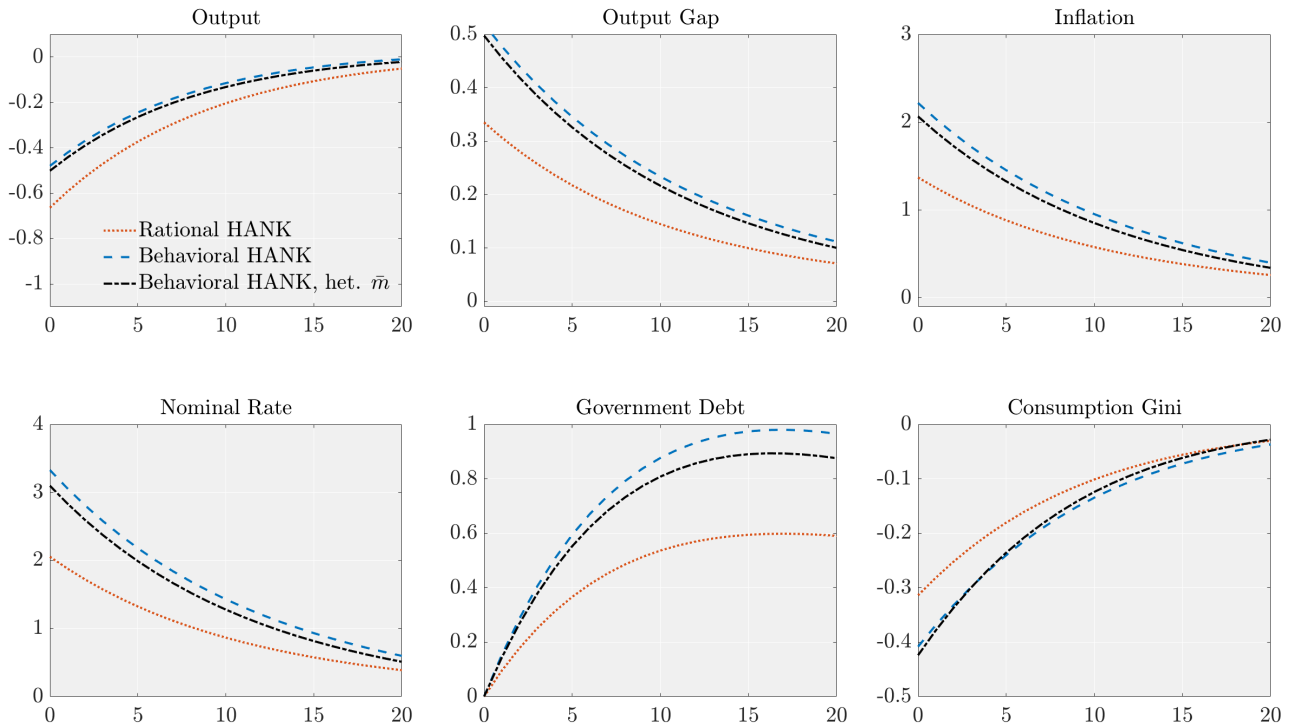 Output
0
-0.2
-0.4
-0.6
-0.8
-1
Rational HANK
Behavioral HANK
Behavioral HANK, het. m̄
0 5 10 15 20
Output Gap
0.5
0.4
0.3
0.2
0.1
0
0 5 10 15 20
Inflation
3
2
1
0
0 5 10 15 20
Nominal Rate
4
3
2
1
0
0 5 10 15 20
Government Debt
1
0.8
0.6
0.4
0.2
0
0 5 10 15 20
Consumption Gini
0
-0.1
-0.2
-0.3
-0.4
-0.5
0 5 10 15 20